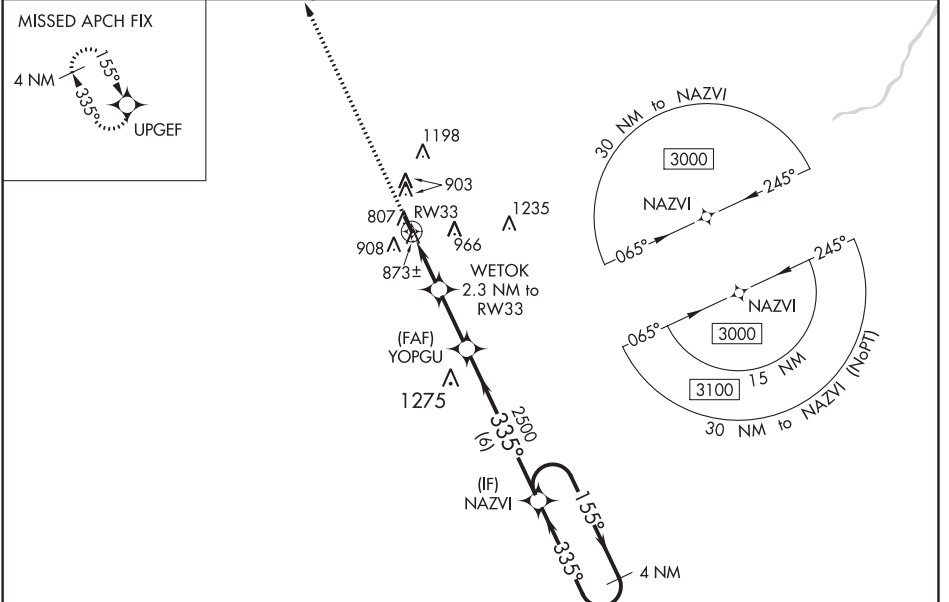 MISSED APCH FIX
4 NM
155°
335°
UPGEF
1198
903
807
RW33
1235
908
966
873±
WETOK
2.3 NM to
RW33
(FAF)
YOPGU
1275
2500
335°
(6)
(IF)
NAZVI
155°
335°
4 NM
30 NM to NAZVI
3000
245°
NAZVI
065°
245°
NAZVI
065°
3000
15 NM
3100
30 NM to NAZVI (NoPT)